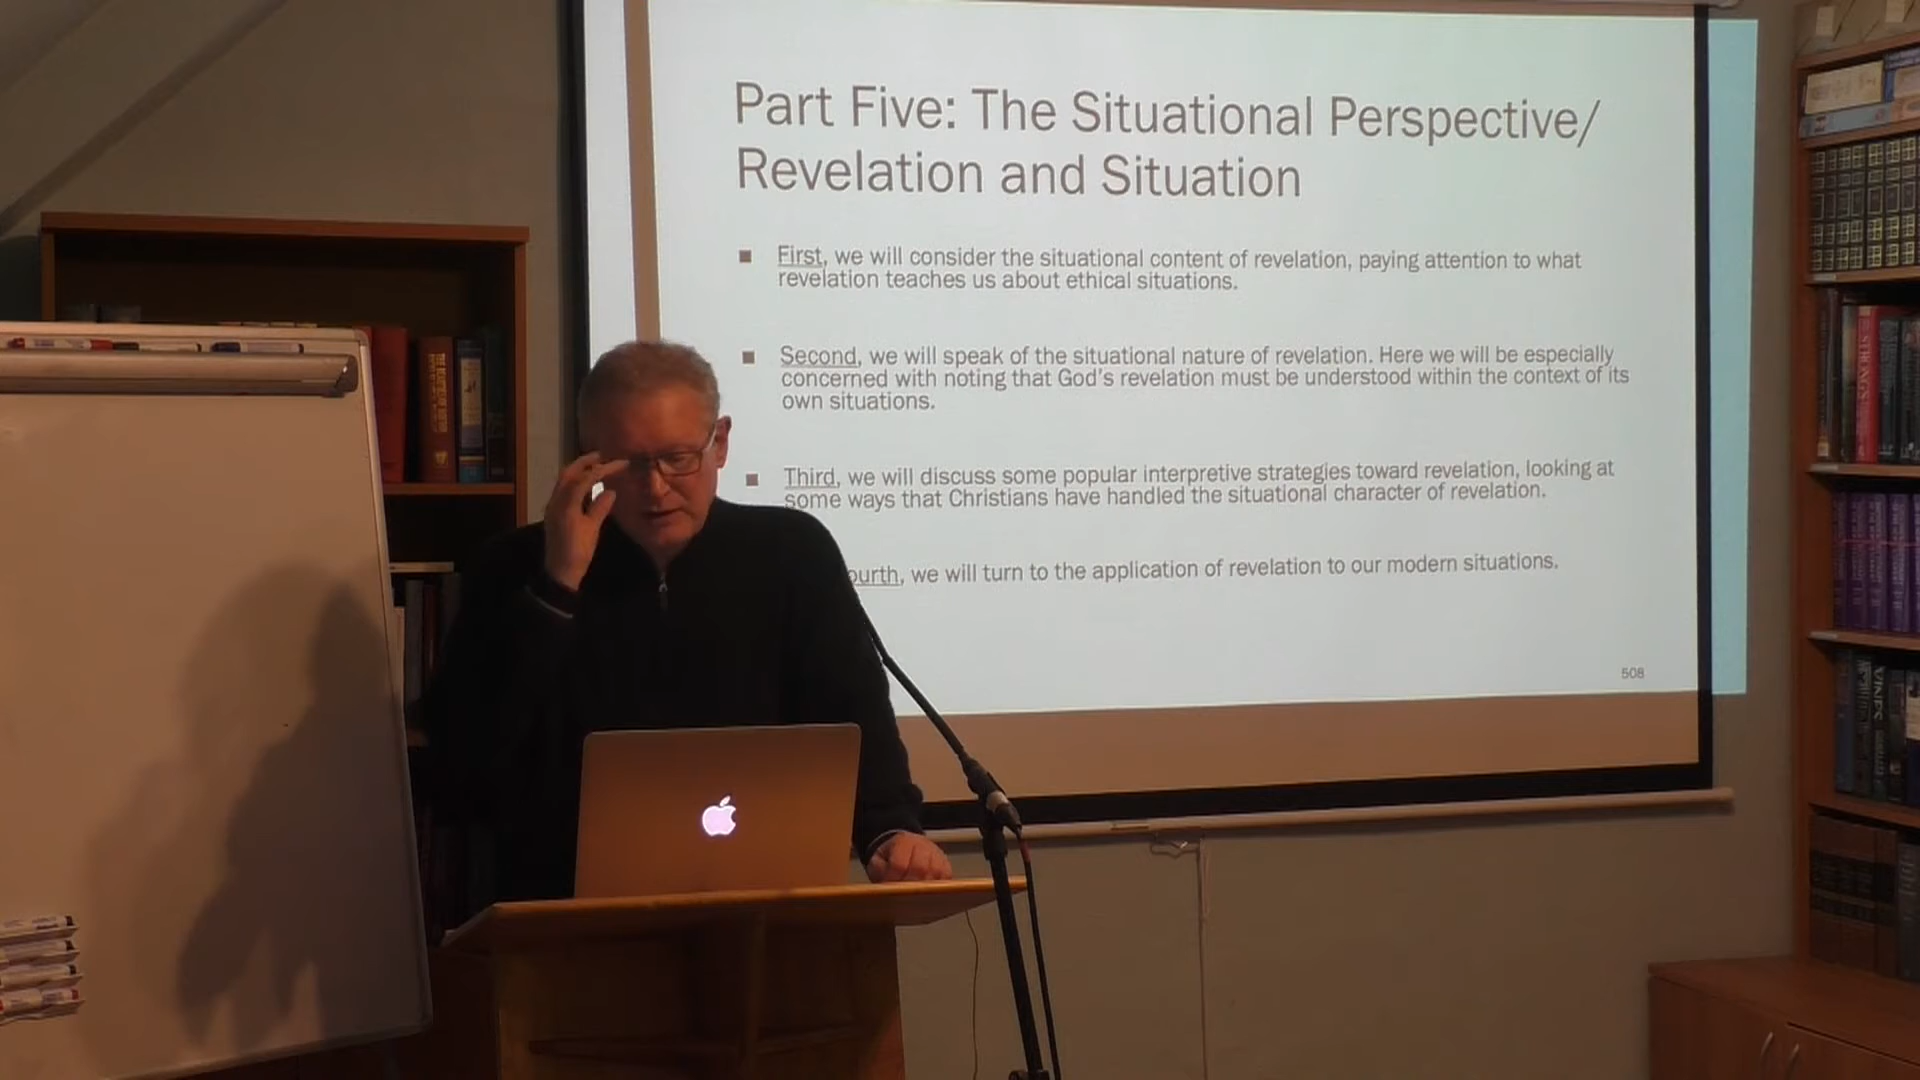 Part Five: The Situational Perspective/
Revelation and Situation
First, we will consider the situational content of revelation, paying attention to what
revelation teaches us about ethical situations.
Second, we will speak of the situational nature of revelation. Here we will be especially
concerned with noting that God's revelation must be understood within the context of its
own situations.
Third, we will discuss some popular interpretive strategies toward revelation, looking at
some ways that Christians have handled the situational character of revelation.
ourth, we will turn to the application of revelation to our modern situations.
508